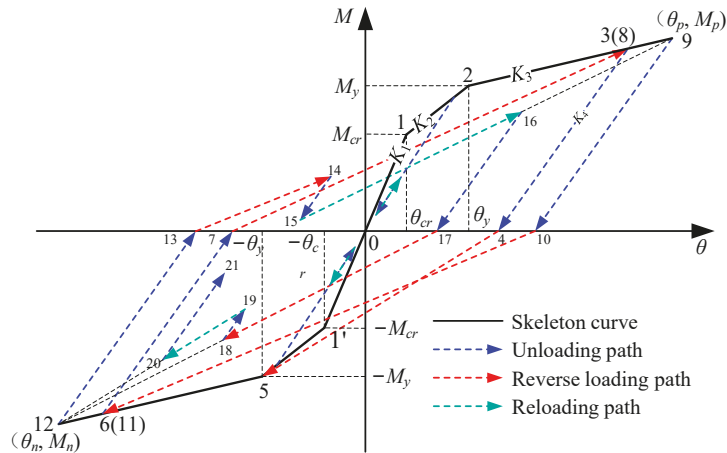 M
(θp, Mp)
3(8)
9
2
K3
My
1
K2
16
Mcr
K1
K4
14
15
θcr
θy
13
7
−θy
−θc
r
0
17
4
10
θ
21
19
18
20
1'
−Mcr
5
−My
12
6(11)
(θn, Mn)
Skeleton curve
Unloading path
Reverse loading path
Reloading path